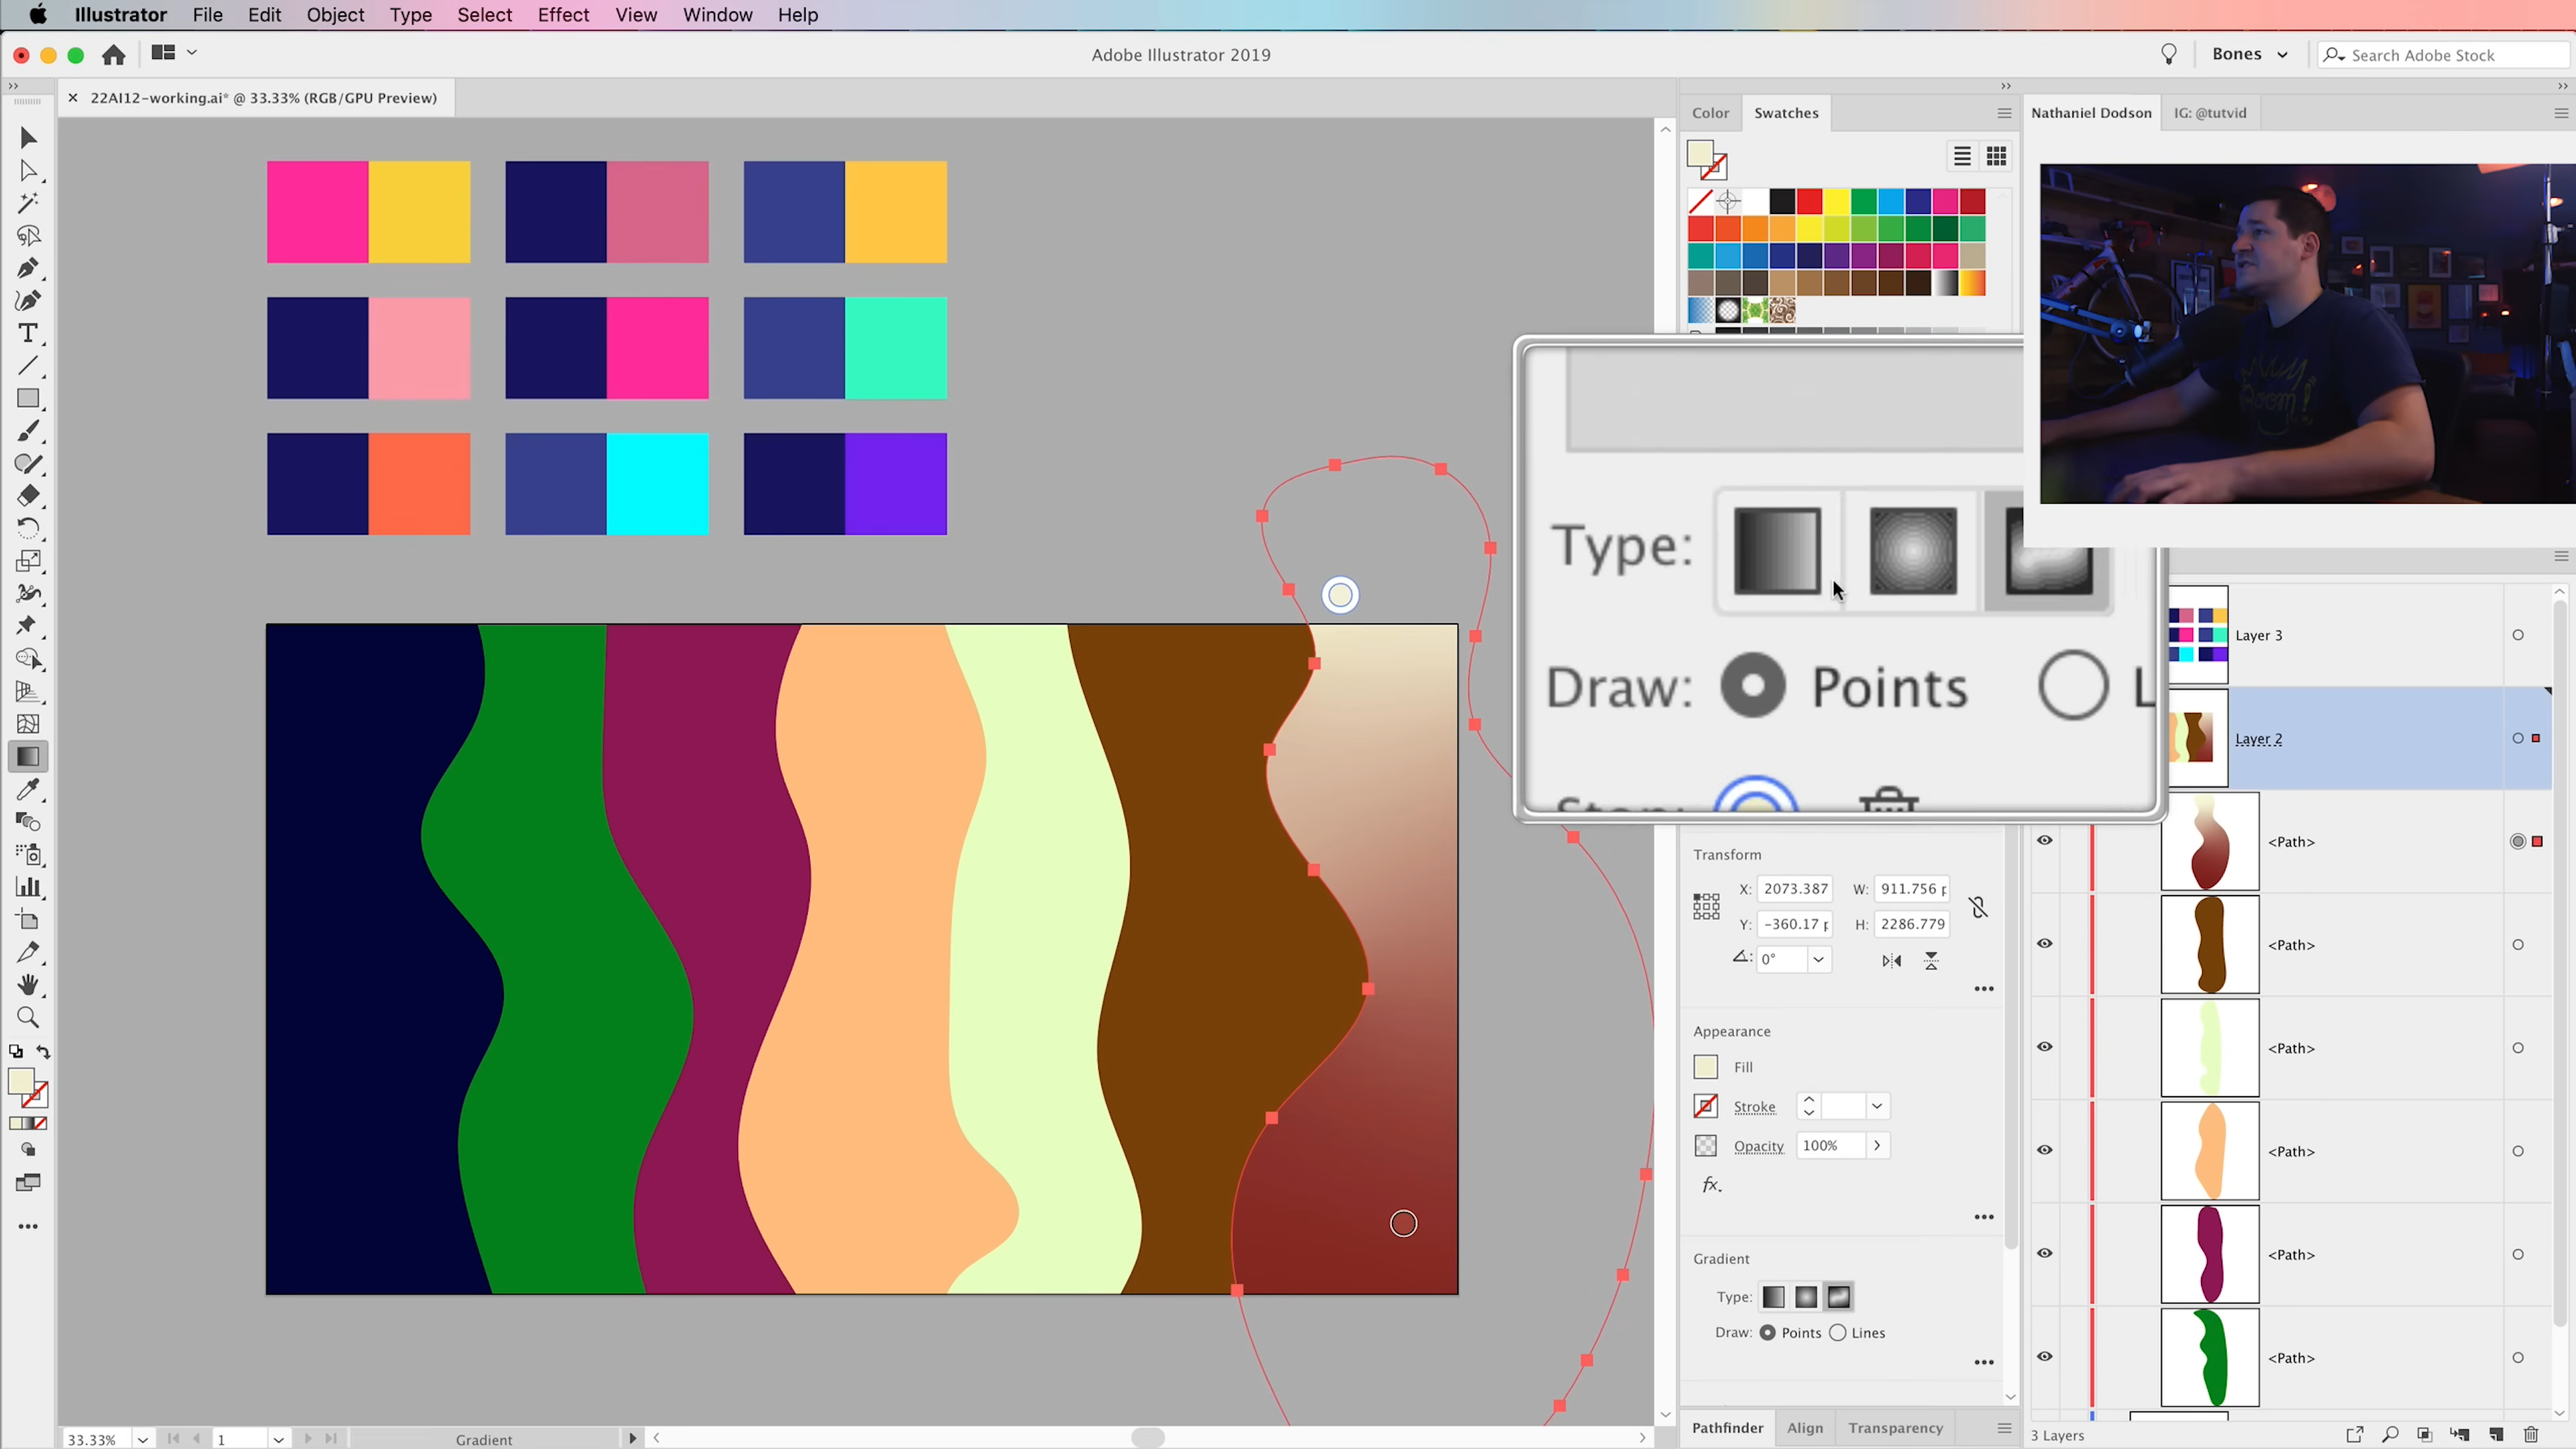 Illustrator File Edit Object Type Select Effect View Window Help
Adobe Illustrator 2019
Bones
Search Adobe Stock
× 22AI12-working.ai* @ 33.33% (RGB/GPU Preview)
Color Swatches
Nathaniel Dodson IG: @tutvid
Type:
Draw: Points L
Layer 3
Layer 2
<Path>
<Path>
<Path>
<Path>
<Path>
<Path>
Transform
X: 2073.387 W: 911.756 p
Y: -360.17 p H: 2286.779
0°
Appearance
Fill
Stroke
Opacity 100%
fx.
Gradient
Type:
Draw: Points Lines
Pathfinder Align Transparency
3 Layers
33.33% 1 Gradient